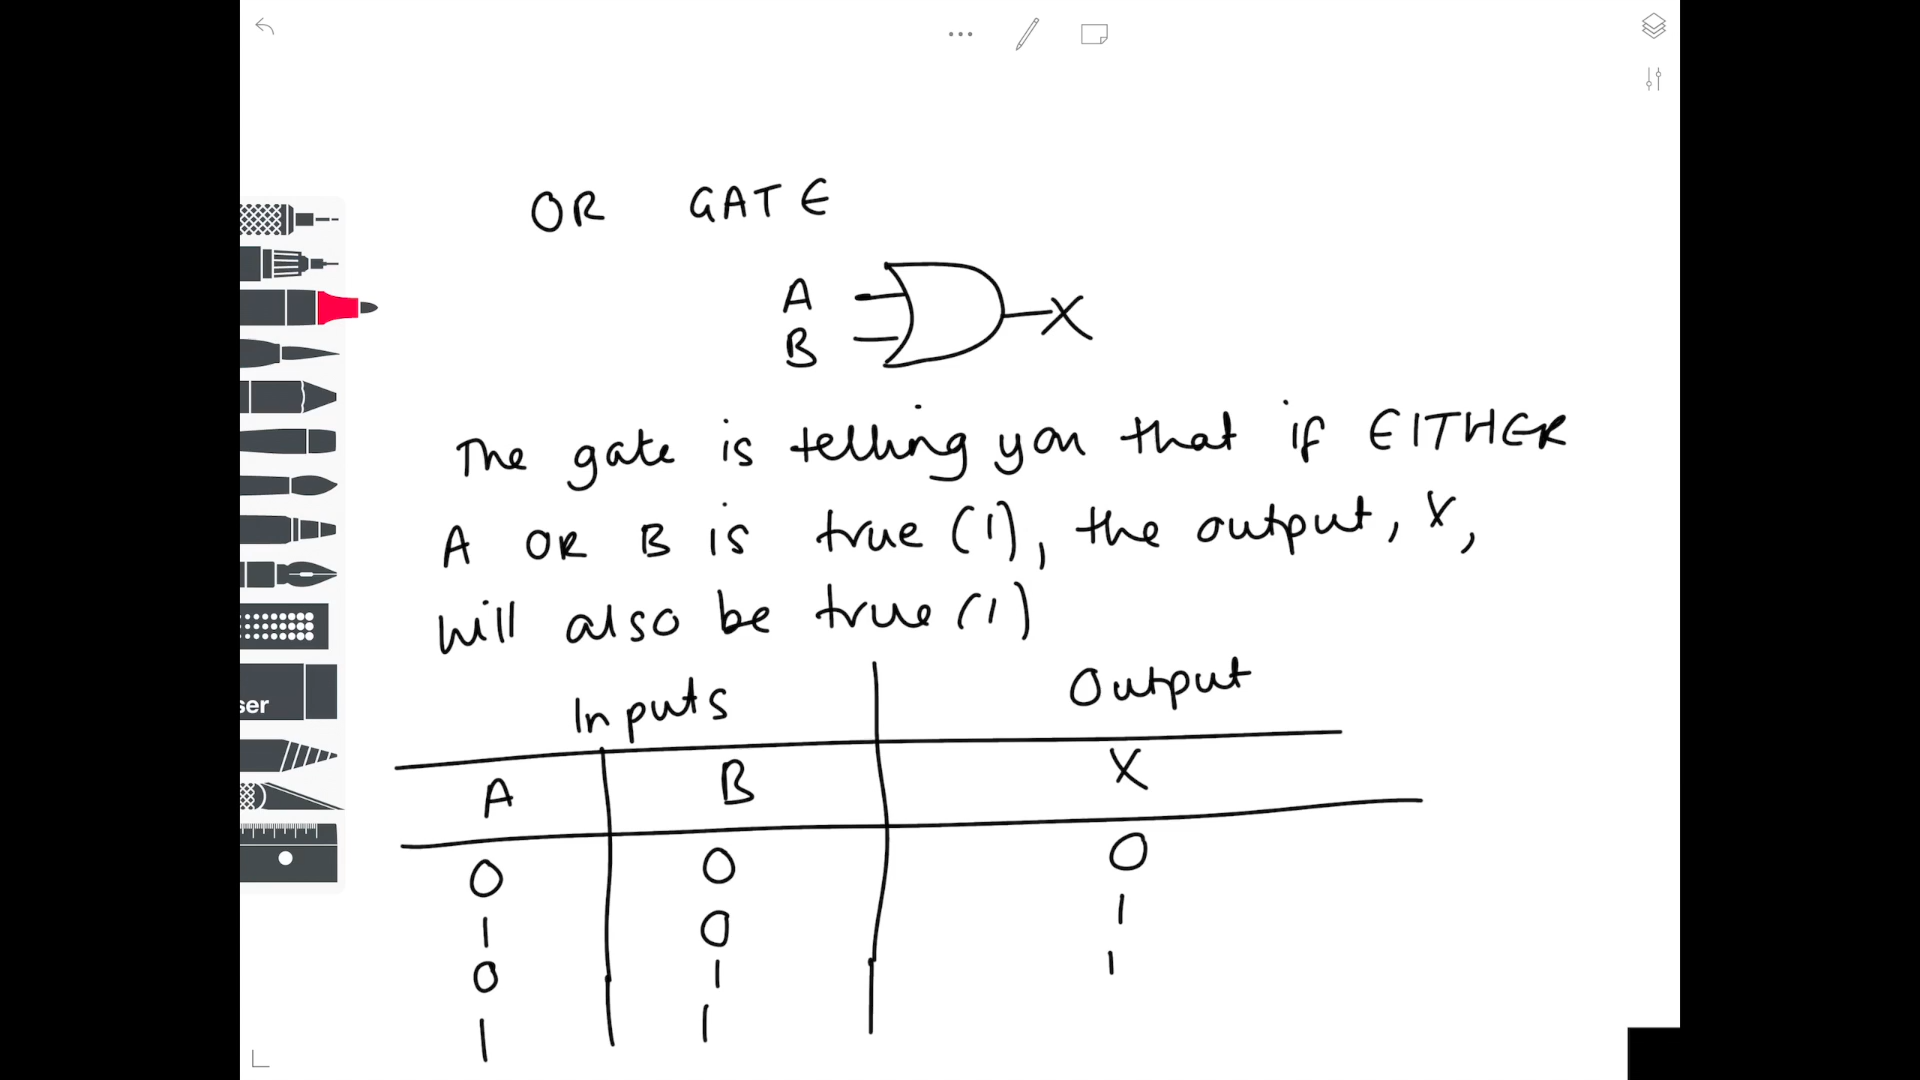 OR GATE
A
B
X
The gate is telling you that if EITHER
A OR B is true (1), the output, X,
will also be true (1)
Inputs Output
A B X
0 0 0
1 0 1
0 1 1
1 1
ser